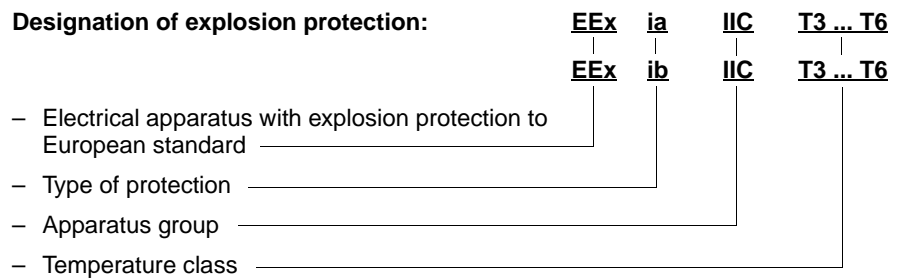 Designation of explosion protection: EEx ia IIC T3 ... T6
EEx ib IIC T3 ... T6
– Electrical apparatus with explosion protection to
European standard
– Type of protection
– Apparatus group
– Temperature class